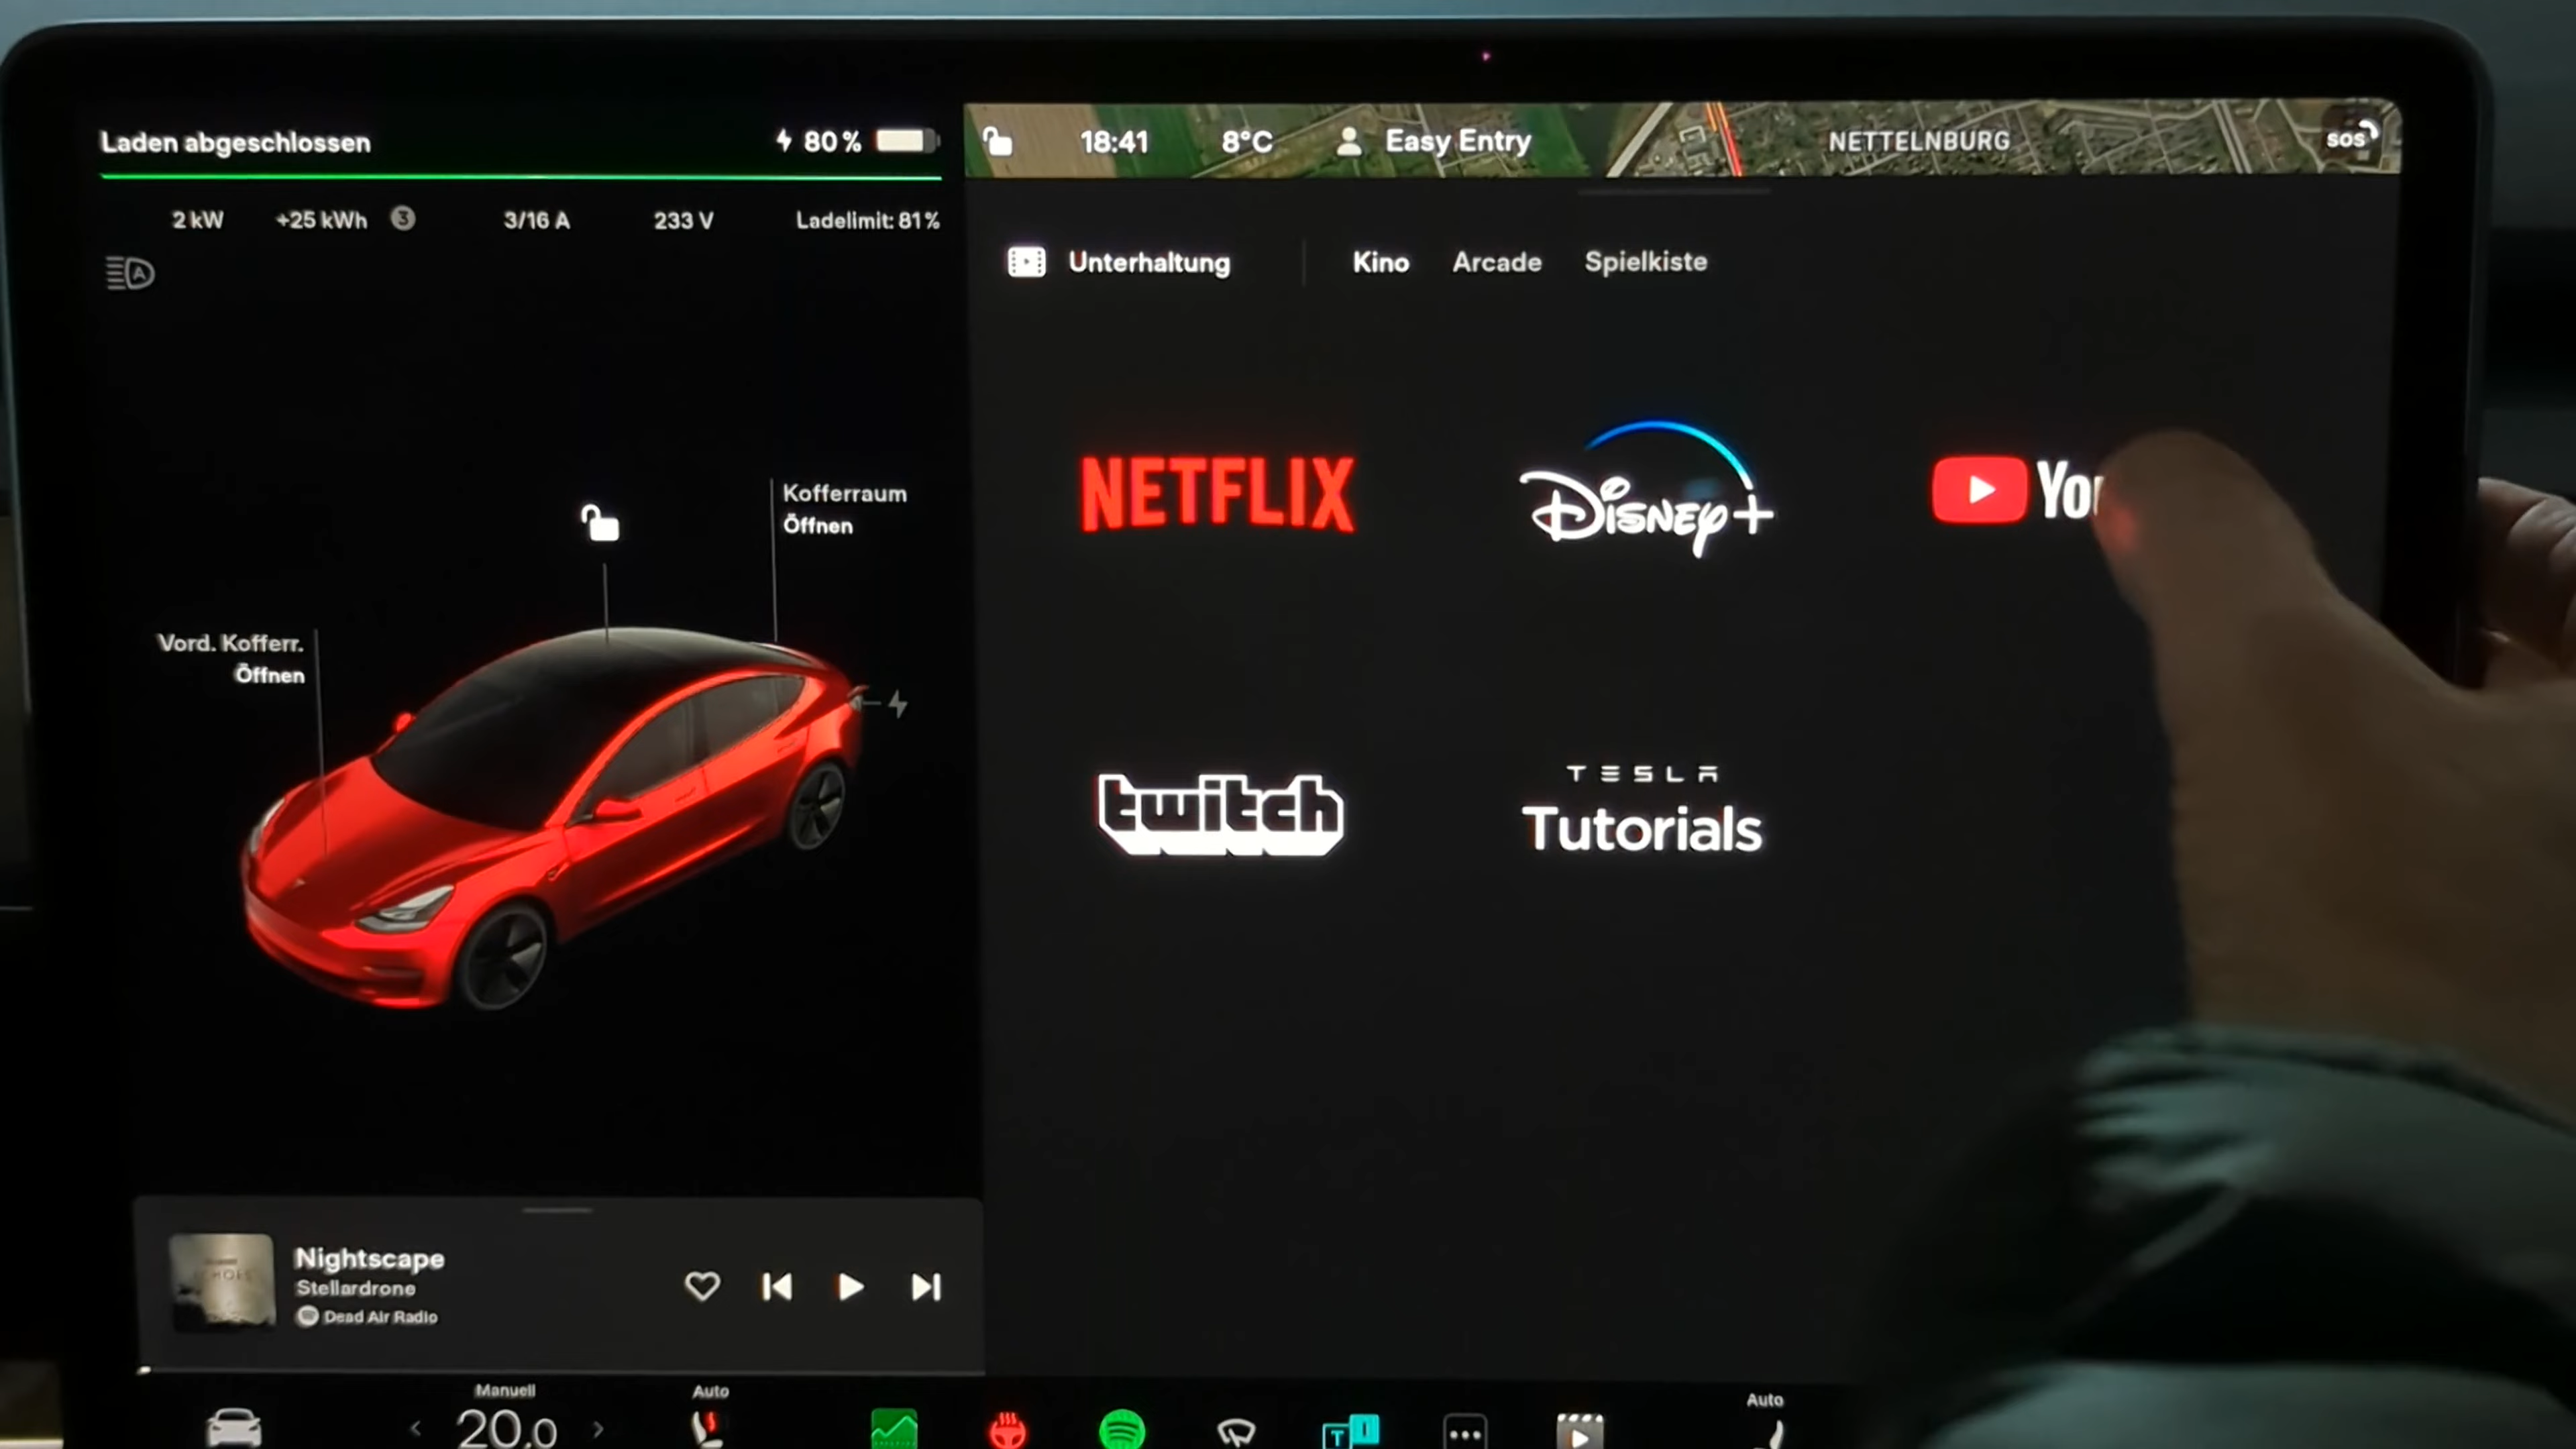 Laden abgeschlossen
80 %
2 kW +25 kWh 3 3/16 A 233 V Ladelimit: 81 %
A
Kofferraum
Öffnen
Vord. Kofferr.
Öffnen
Nightscape
Stellardrone
Dead Air Radio
18:41 8°C Easy Entry NETTELNBURG SOS
Unterhaltung Kino Arcade Spielkiste
NETFLIX
Disney+
You
twitch
TESLA
Tutorials
Manuell
20.0
Auto
T
Auto